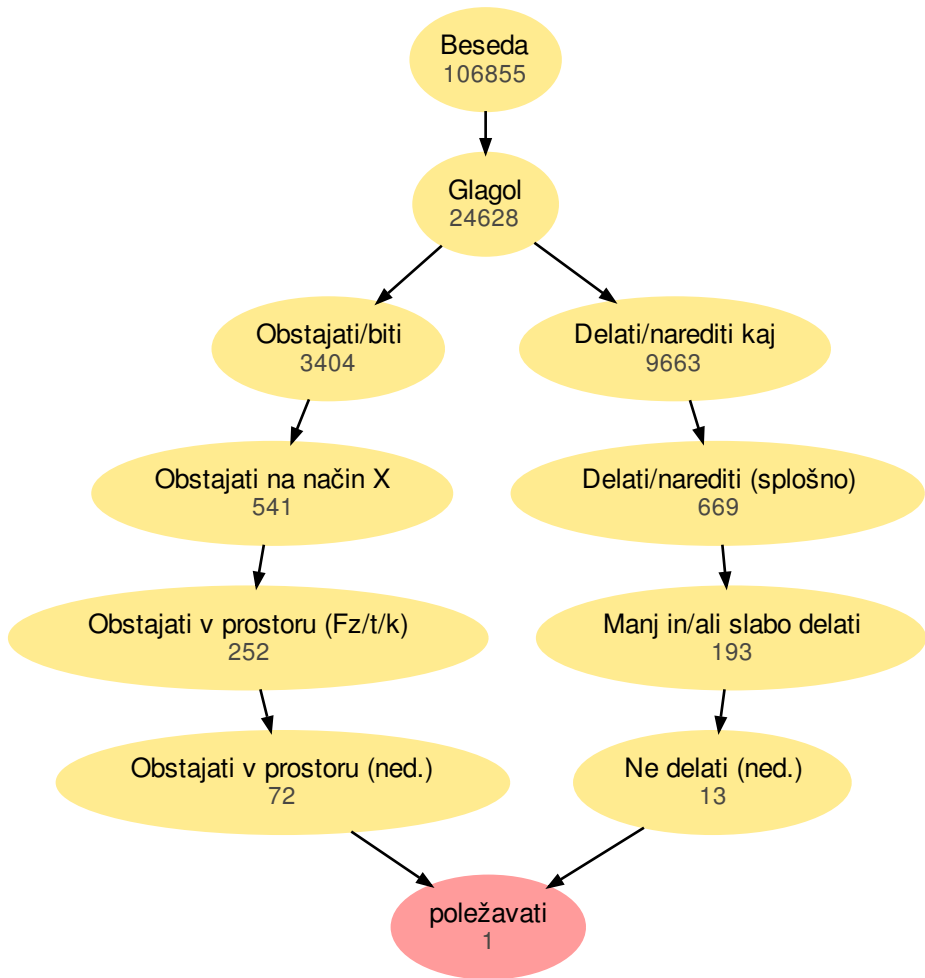 Beseda
106855
Glagol
24628
Obstajati/biti
3404
Delati/narediti kaj
9663
Obstajati na način X
541
Delati/narediti (splošno)
669
Obstajati v prostoru (Fz/t/k)
252
Manj in/ali slabo delati
193
Obstajati v prostoru (ned.)
72
Ne delati (ned.)
13
poležavati
1